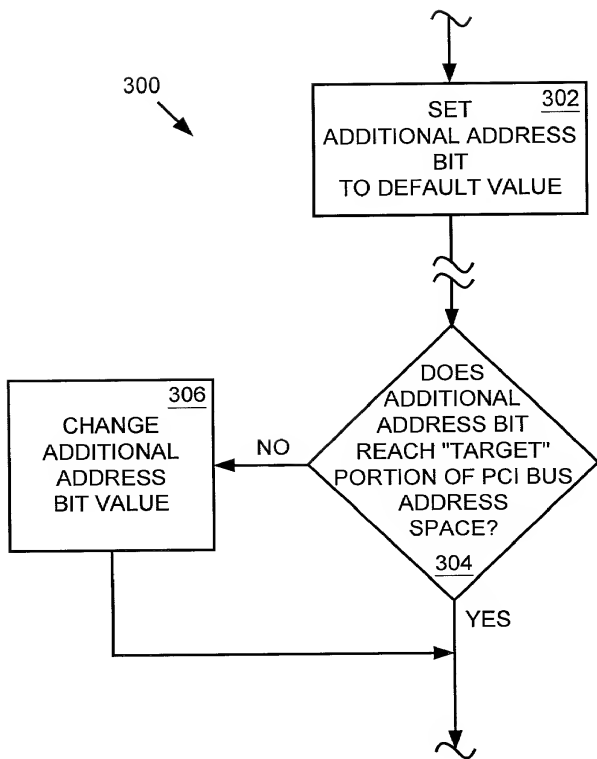 300
302
SET
ADDITIONAL ADDRESS
BIT
TO DEFAULT VALUE
DOES
ADDITIONAL
ADDRESS BIT
REACH "TARGET"
PORTION OF PCI BUS
ADDRESS
SPACE?
304
NO
306
CHANGE
ADDITIONAL
ADDRESS
BIT VALUE
YES